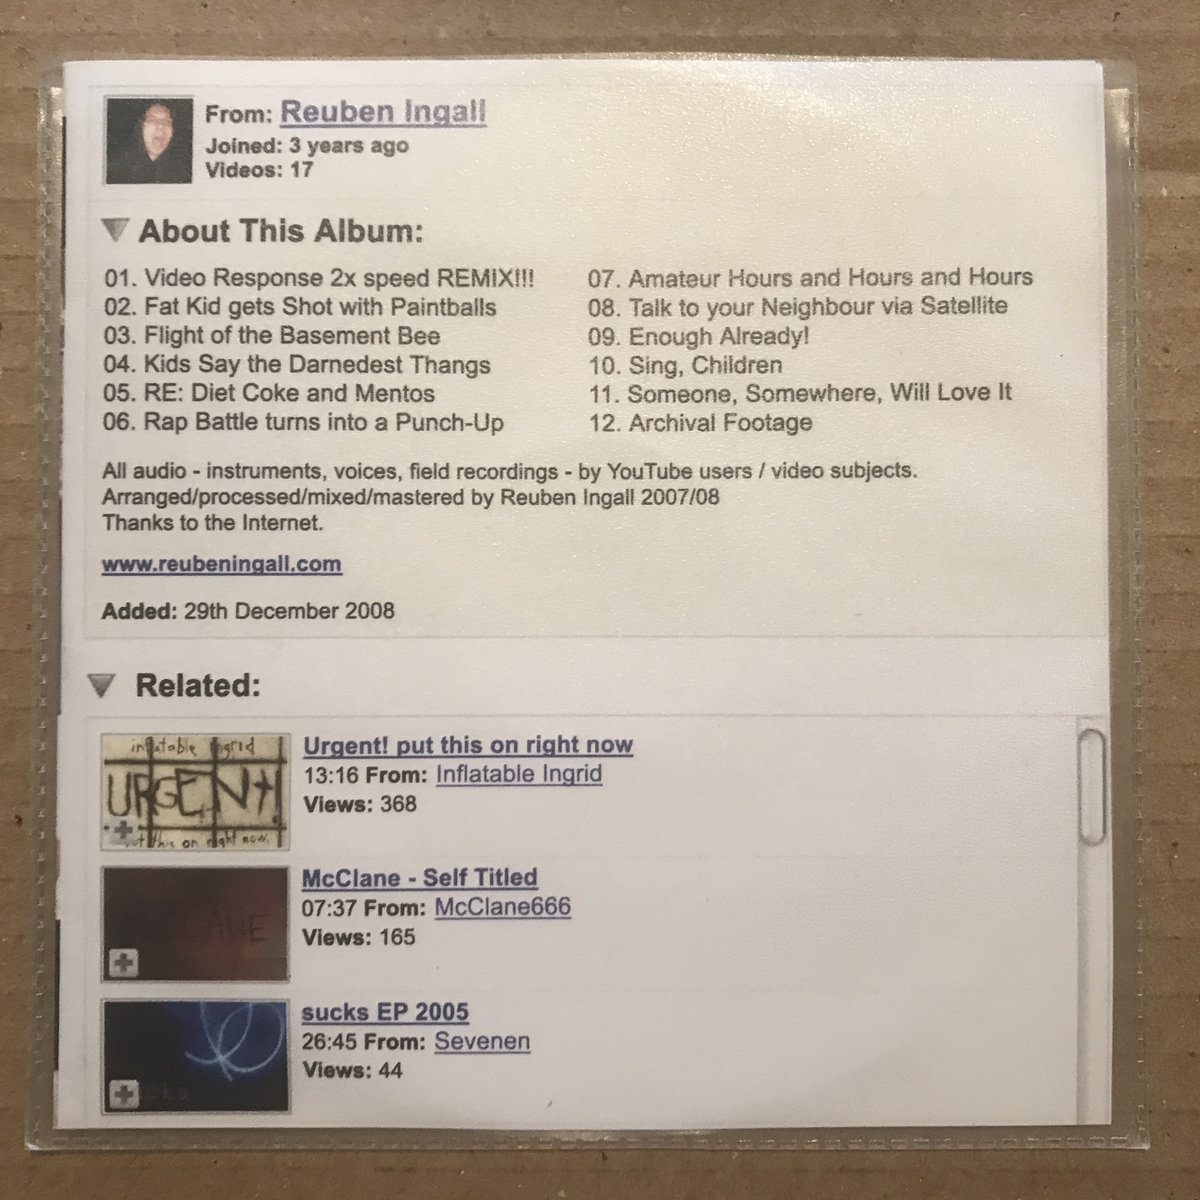 From: Reuben Ingall
Joined: 3 years ago
Videos: 17
About This Album:
01. Video Response 2x speed REMIX!!!
02. Fat Kid gets Shot with Paintballs
03. Flight of the Basement Bee
04. Kids Say the Darnedest Thangs
05. RE: Diet Coke and Mentos
06. Rap Battle turns into a Punch-Up
07. Amateur Hours and Hours and Hours
08. Talk to your Neighbour via Satellite
09. Enough Already!
10. Sing, Children
11. Someone, Somewhere, Will Love It
12. Archival Footage
All audio - instruments, voices, field recordings - by YouTube users / video subjects.
Arranged/processed/mixed/mastered by Reuben Ingall 2007/08
Thanks to the Internet.
www.reubeningall.com
Added: 29th December 2008
Related:
inflatable ingrid
URGENT!
put this on right now.
Urgent! put this on right now
13:16 From: Inflatable Ingrid
Views: 368
McClane - Self Titled
07:37 From: McClane666
Views: 165
sucks EP 2005
26:45 From: Sevenen
Views: 44